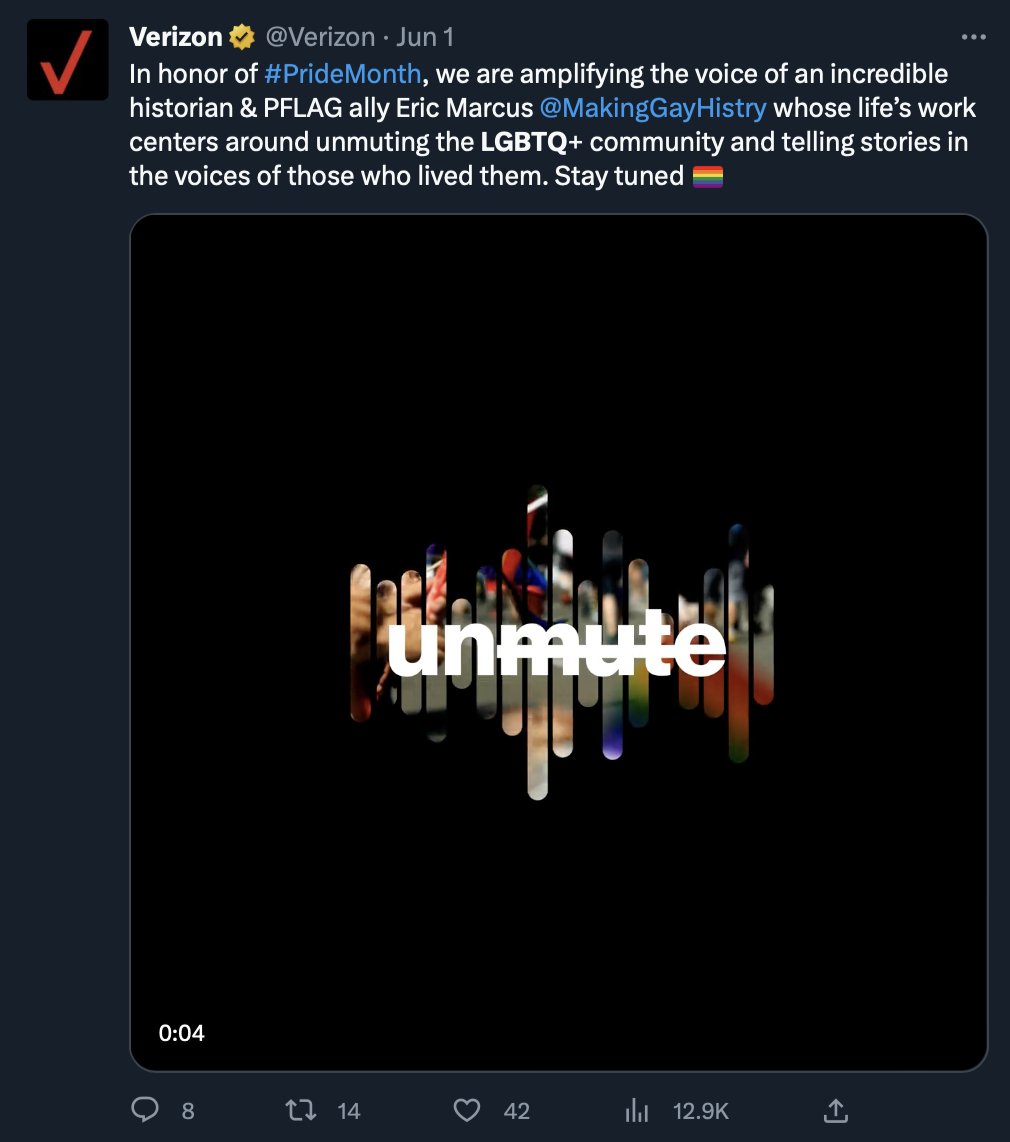 Verizon @Verizon · Jun 1
In honor of #PrideMonth, we are amplifying the voice of an incredible
historian & PFLAG ally Eric Marcus @MakingGayHistry whose life’s work
centers around unmuting the LGBTQ+ community and telling stories in
the voices of those who lived them. Stay tuned 🏳️‍🌈
unmute
0:04
8 14 42 12.9K